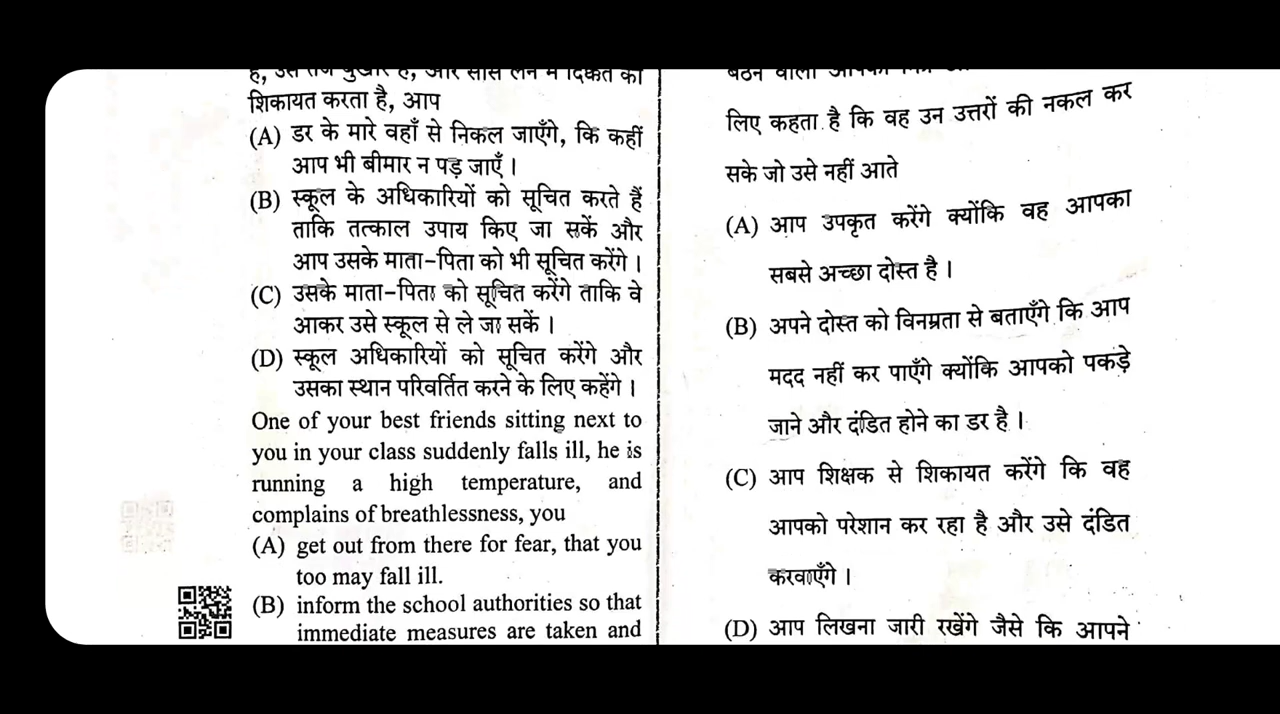 शिकायत करता है, आप
(A) डर के मारे वहाँ से निकल जाएँगे, कि कहीं
आप भी बीमार न पड़ जाएँ।
(B) स्कूल के अधिकारियों को सूचित करते हैं
ताकि तत्काल उपाय किए जा सकें और
आप उसके माता-पिता को भी सूचित करेंगे।
(C) उसके माता-पिता को सूचित करेंगे ताकि वे
आकर उसे स्कूल से ले जा सकें।
(D) स्कूल अधिकारियों को सूचित करेंगे और
उसका स्थान परिवर्तित करने के लिए कहेंगे।
One of your best friends sitting next to
you in your class suddenly falls ill, he is
running a high temperature, and
complains of breathlessness, you
(A) get out from there for fear, that you
too may fall ill.
(B) inform the school authorities so that
immediate measures are taken and
लिए कहता है कि वह उन उत्तरों की नकल कर
सके जो उसे नहीं आते
(A) आप उपकृत करेंगे क्योंकि वह आपका
सबसे अच्छा दोस्त है।
(B) अपने दोस्त को विनम्रता से बताएँगे कि आप
मदद नहीं कर पाएँगे क्योंकि आपको पकड़े
जाने और दंडित होने का डर है।
(C) आप शिक्षक से शिकायत करेंगे कि वह
आपको परेशान कर रहा है और उसे दंडित
करवाएँगे।
(D) आप लिखना जारी रखेंगे जैसे कि आपने